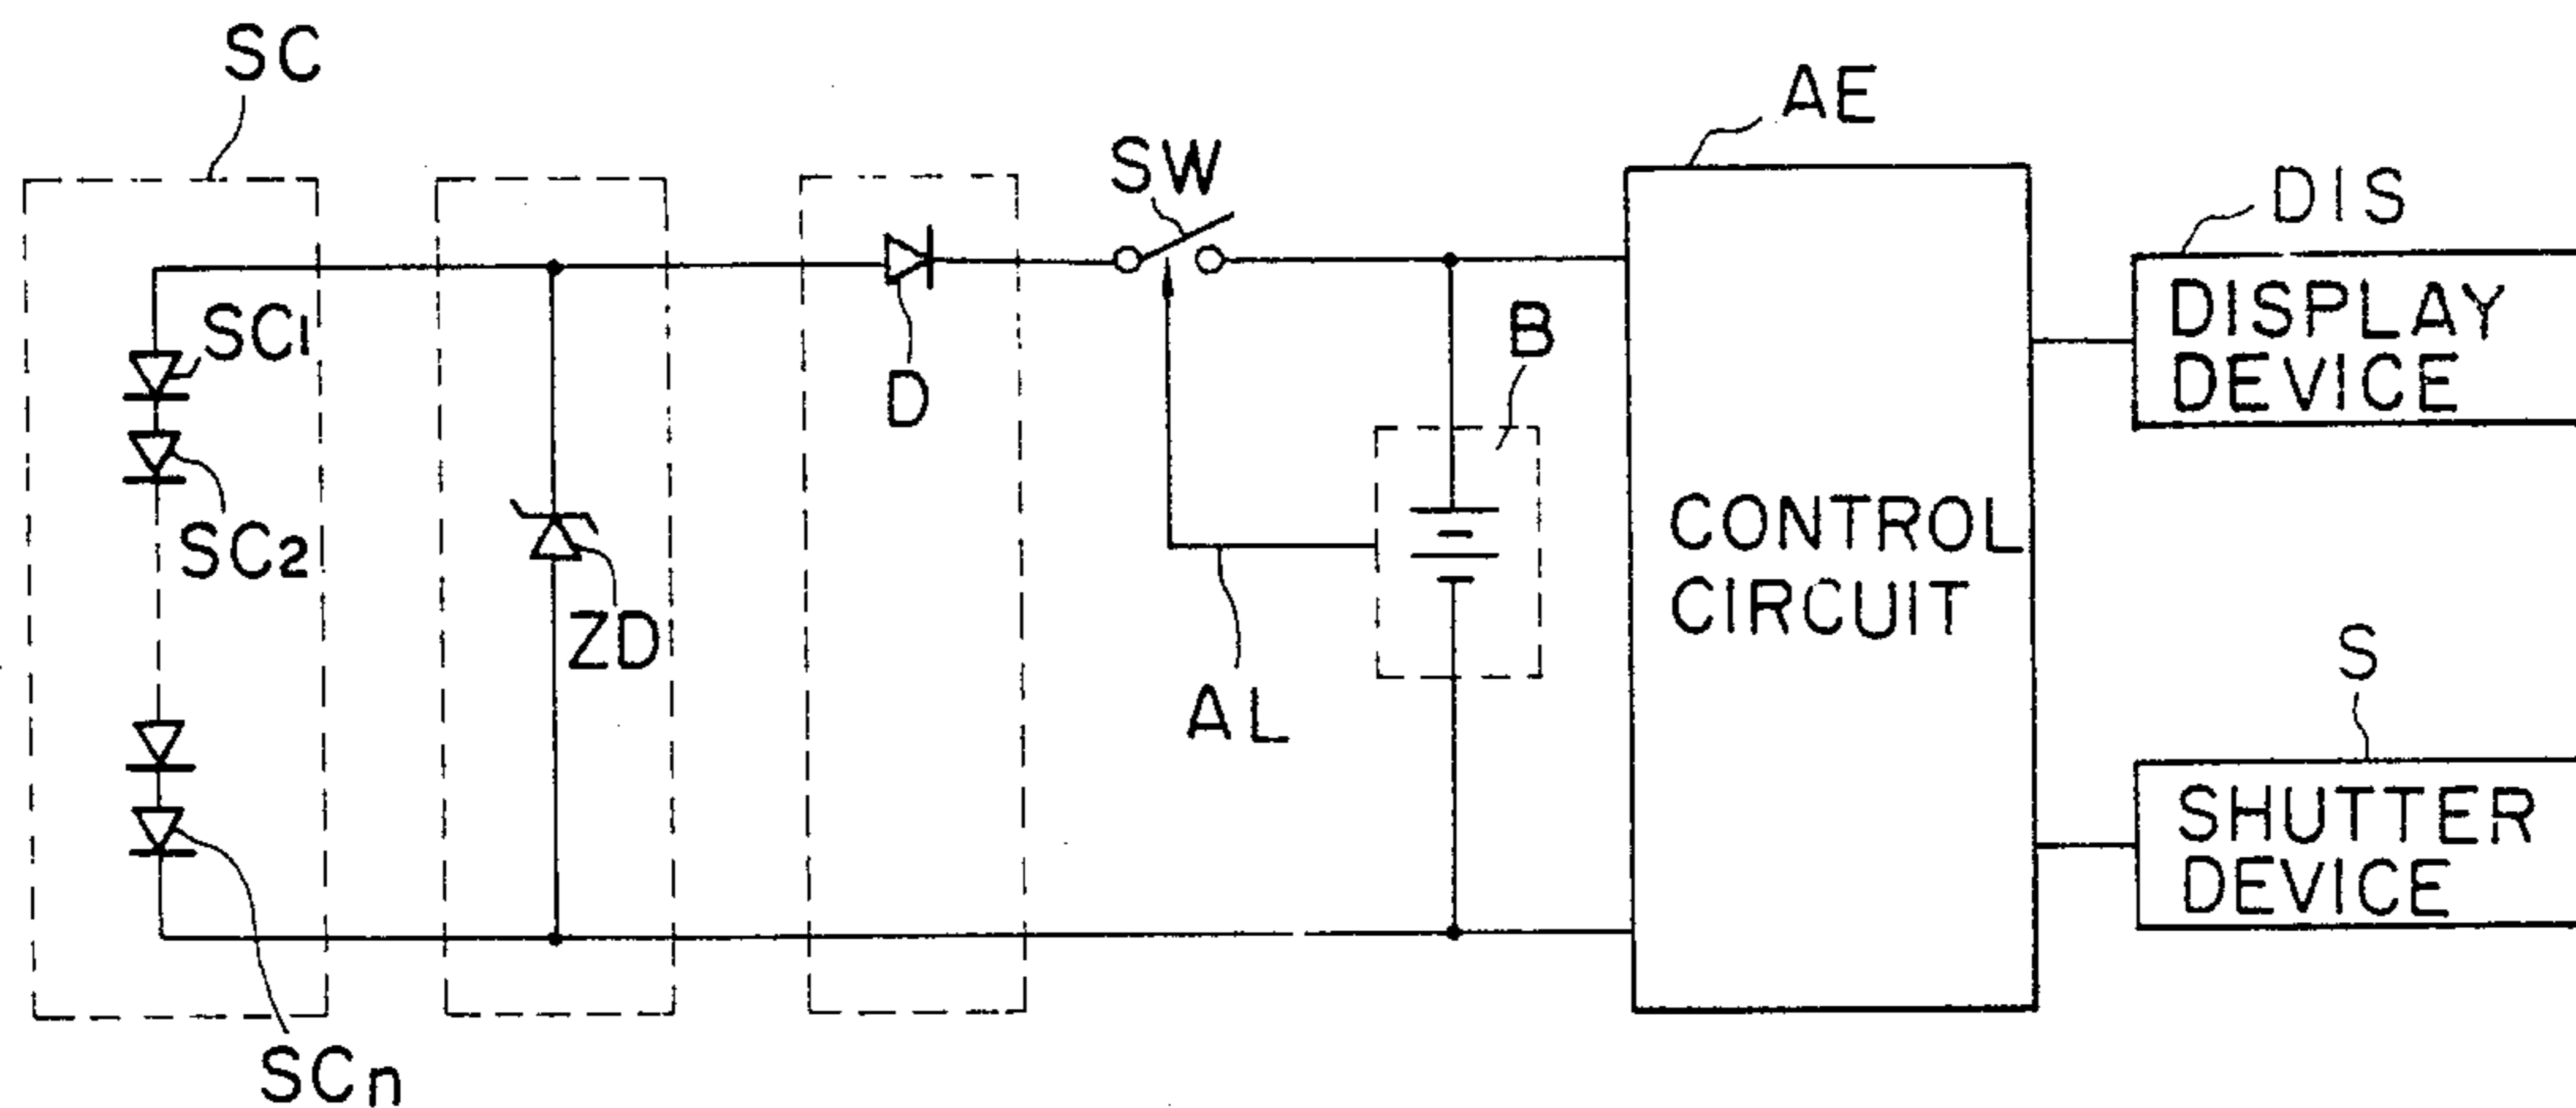 SC
AE
SW
DIS
DISPLAY
DEVICE
SC1
B
D
SC2
CONTROL
CIRCUIT
ZD
S
AL
SHUTTER
DEVICE
SCn